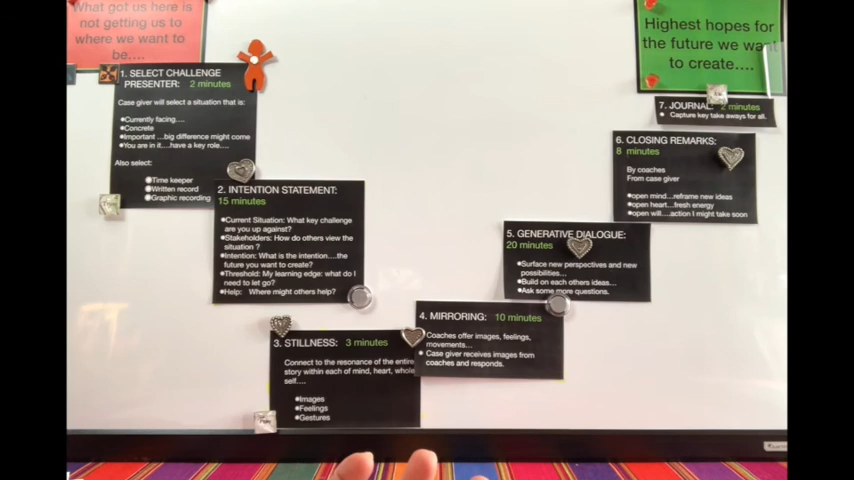 What got us here is
not getting us to
where we want to
be....
1. SELECT CHALLENGE
PRESENTER: 2 minutes
Case giver will select a situation that is:
Currently facing....
Concrete
Important ...big difference might come
You are in it....have a key role....
Also select:
Time keeper
Written record
Graphic recording
2. INTENTION STATEMENT:
15 minutes
Current Situation: What key challenge
are you up against?
Stakeholders: How do others view the
situation ?
Intention: What is the intention....the
future you want to create?
Threshold: My learning edge: what do I
need to let go?
Help: Where might others help?
3. STILLNESS: 3 minutes
Connect to the resonance of the entire
story within each of mind, heart, whole
self....
Images
Feelings
Gestures
4. MIRRORING: 10 minutes
Coaches offer images, feelings,
movements...
Case giver receives images from
coaches and responds.
5. GENERATIVE DIALOGUE:
20 minutes
Surface new perspectives and new
possibilities...
Build on each others ideas...
Ask some more questions.
6. CLOSING REMARKS:
8 minutes
By coaches
From case giver
open mind...reframe new ideas
open heart...fresh energy
open will....action I might take soon
7. JOURNAL: 2 minutes
Capture key take aways for all.
Highest hopes for
the future we want
to create....